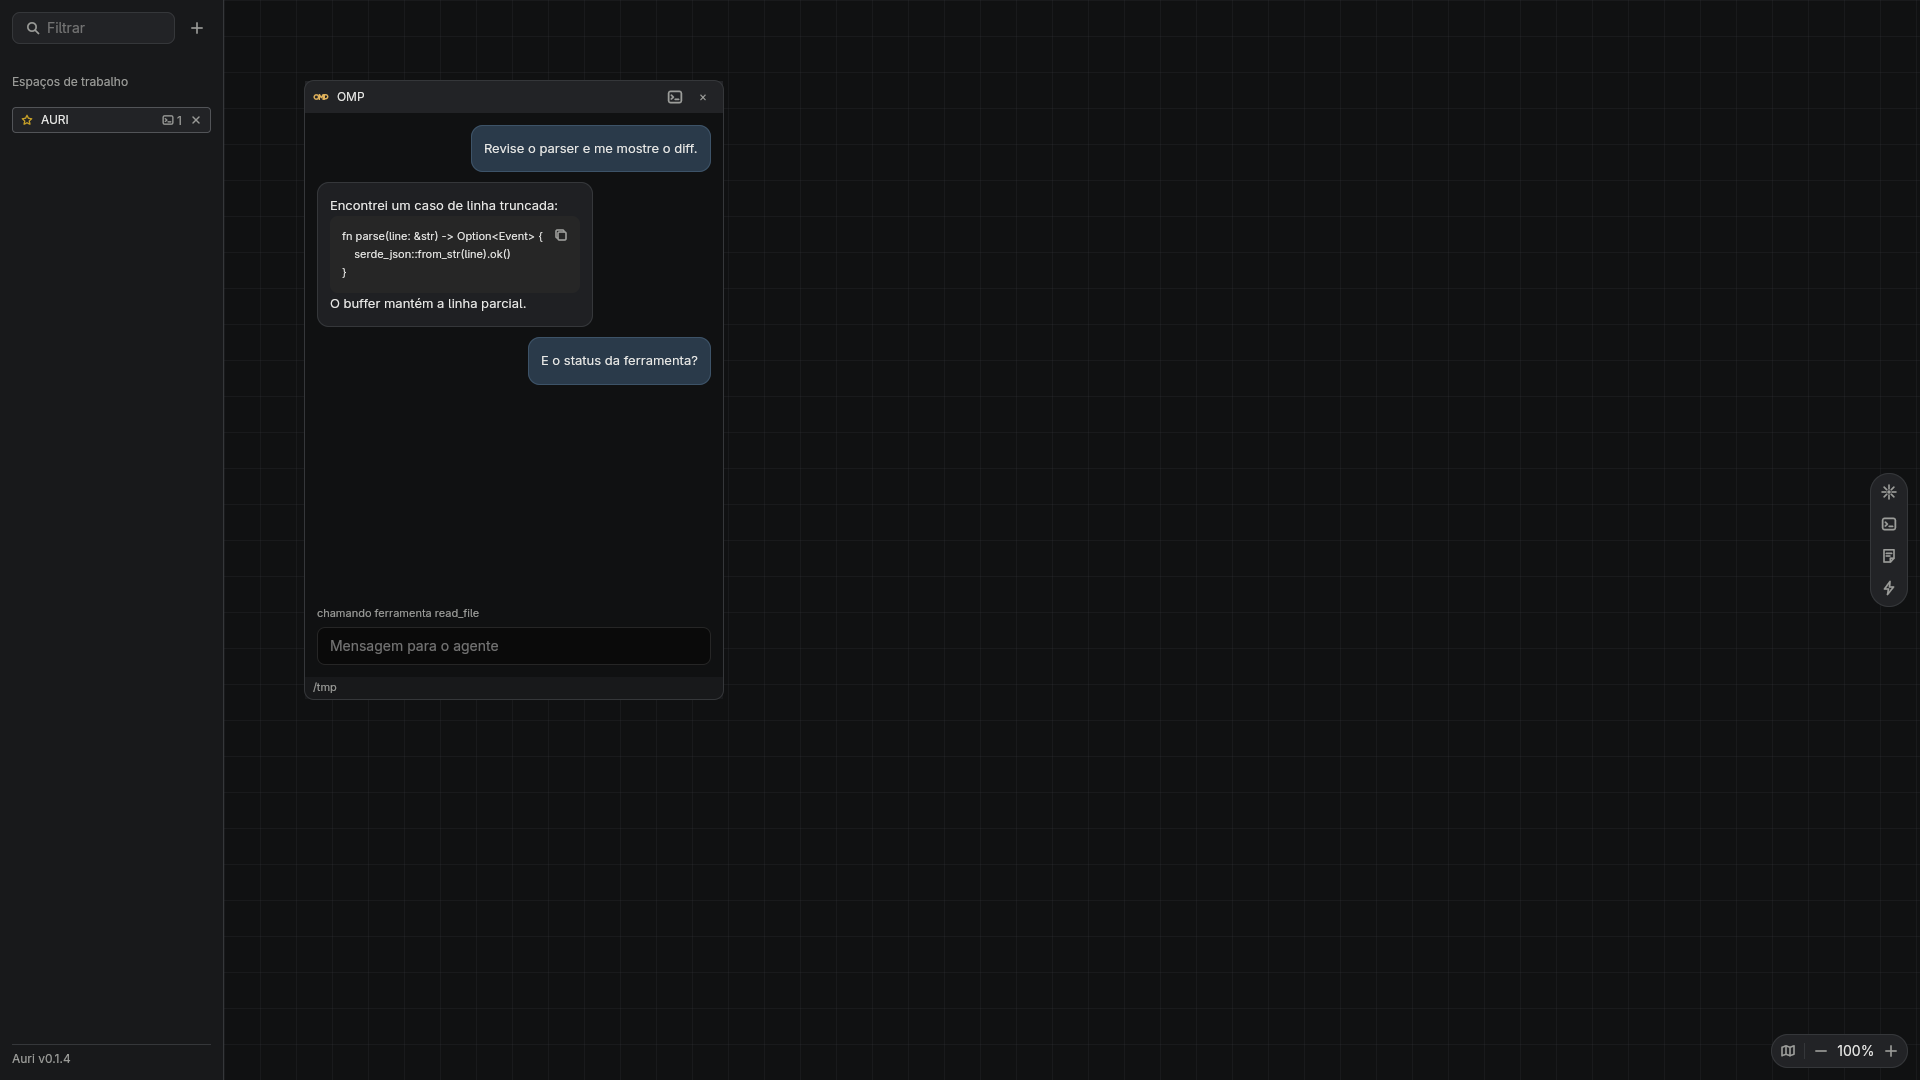 Filtrar
Espaços de trabalho
AURI
1
OMP
OMP
Revise o parser e me mostre o diff.
Encontrei um caso de linha truncada:
fn parse(line: &str) -> Option<Event> {
    serde_json::from_str(line).ok()
}
O buffer mantém a linha parcial.
E o status da ferramenta?
chamando ferramenta read_file
Mensagem para o agente
/tmp
Auri v0.1.4
100%